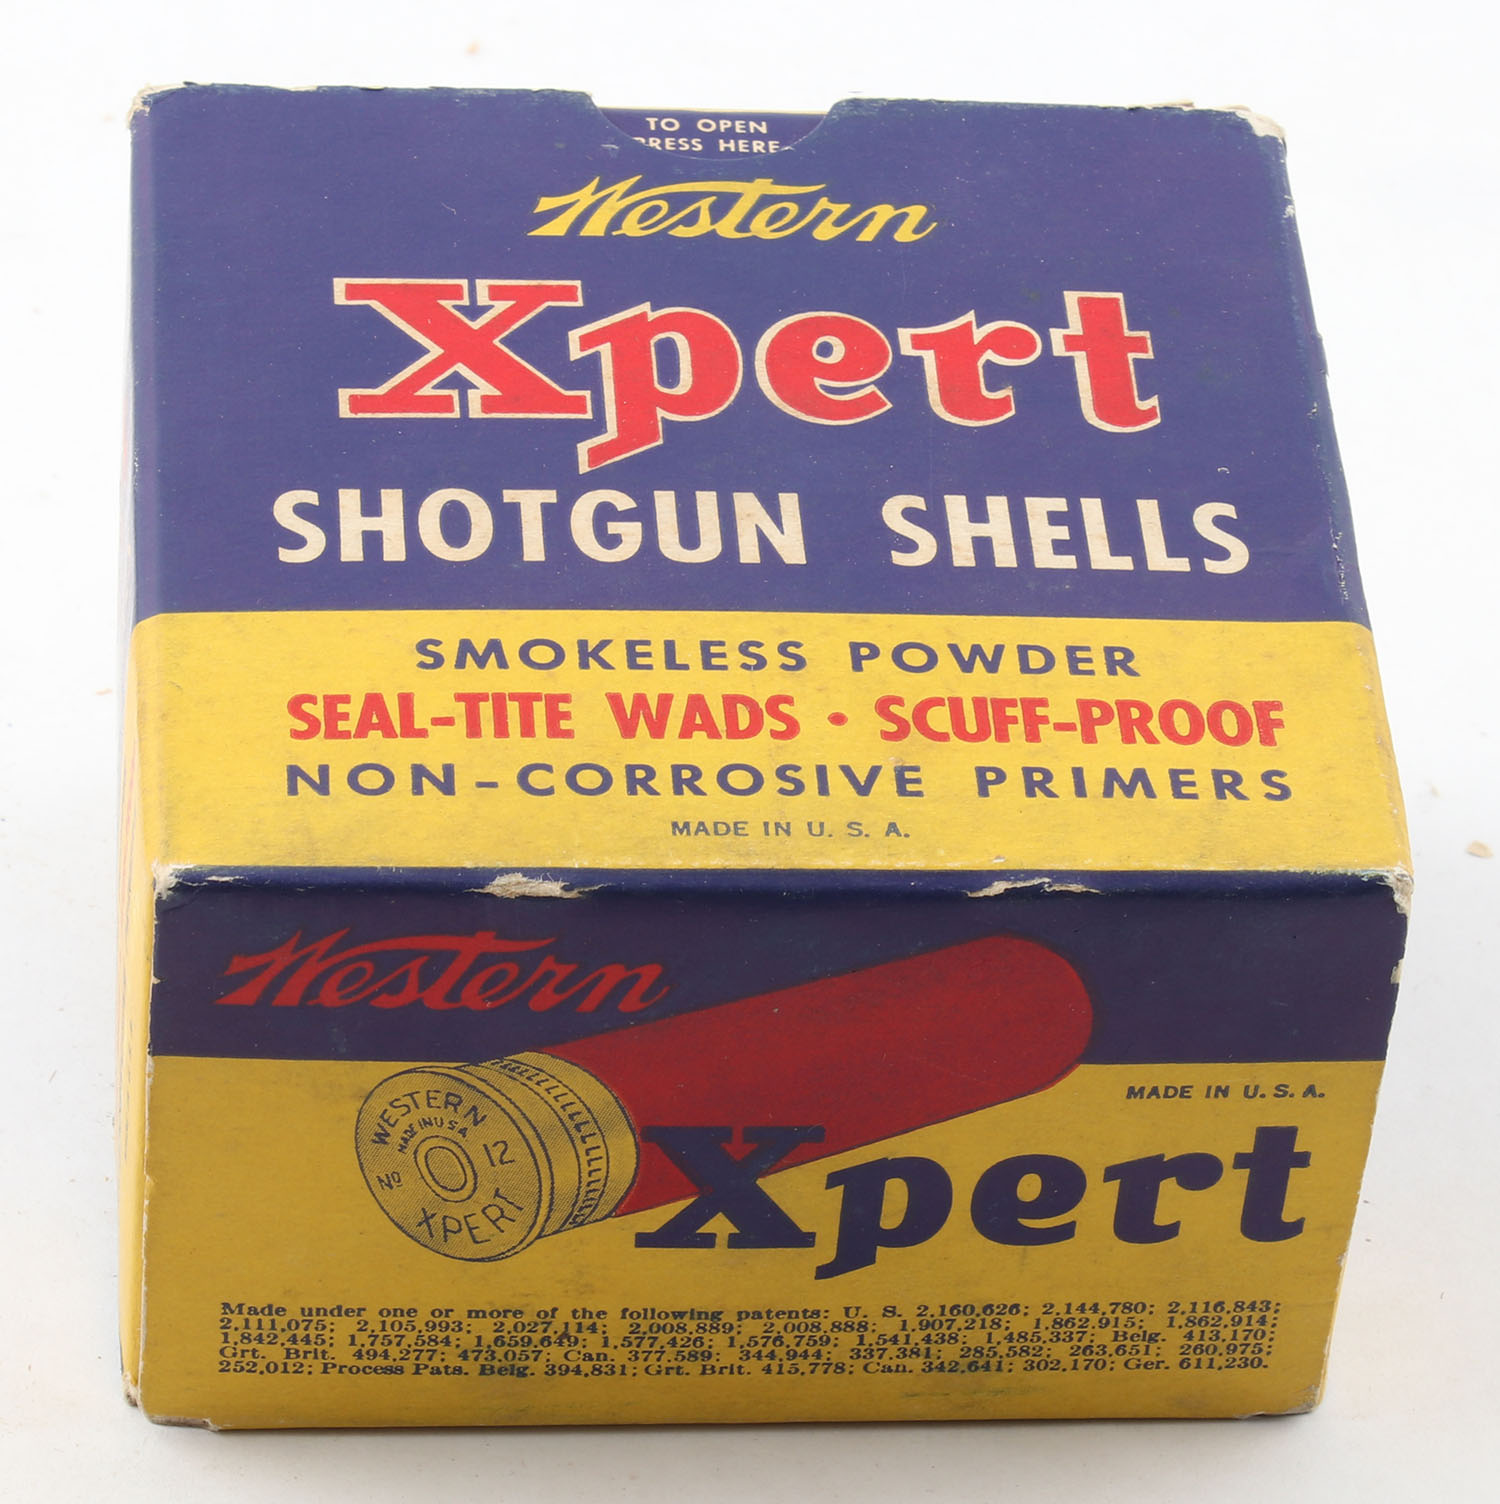 TO OPEN
PRESS HERE
Western
Xpert
SHOTGUN SHELLS
SMOKELESS POWDER
SEAL-TITE WADS • SCUFF-PROOF
NON-CORROSIVE PRIMERS
MADE IN U. S. A.
Western
MADE IN U. S. A.
WESTERN
MADE IN U S A
No 12
XPERT
Xpert
Made under one or more of the following patents: U. S. 2,160,626; 2,144,780; 2,116,843;
2,111,075; 2,105,993; 2,027,114; 2,008,889; 2,008,888; 1,907,218; 1,862,915; 1,862,914;
1,842,445; 1,757,584; 1,659,649; 1,577,426; 1,576,759; 1,541,438; 1,485,337; Belg. 413,170;
Grt. Brit. 494,277; 473,057; Can. 377,589; 344,944; 337,381; 285,582; 263,651; 260,975;
252,012; Process Pats. Belg. 394,831; Grt. Brit. 415,778; Can. 342,641; 302,170; Ger. 611,230.